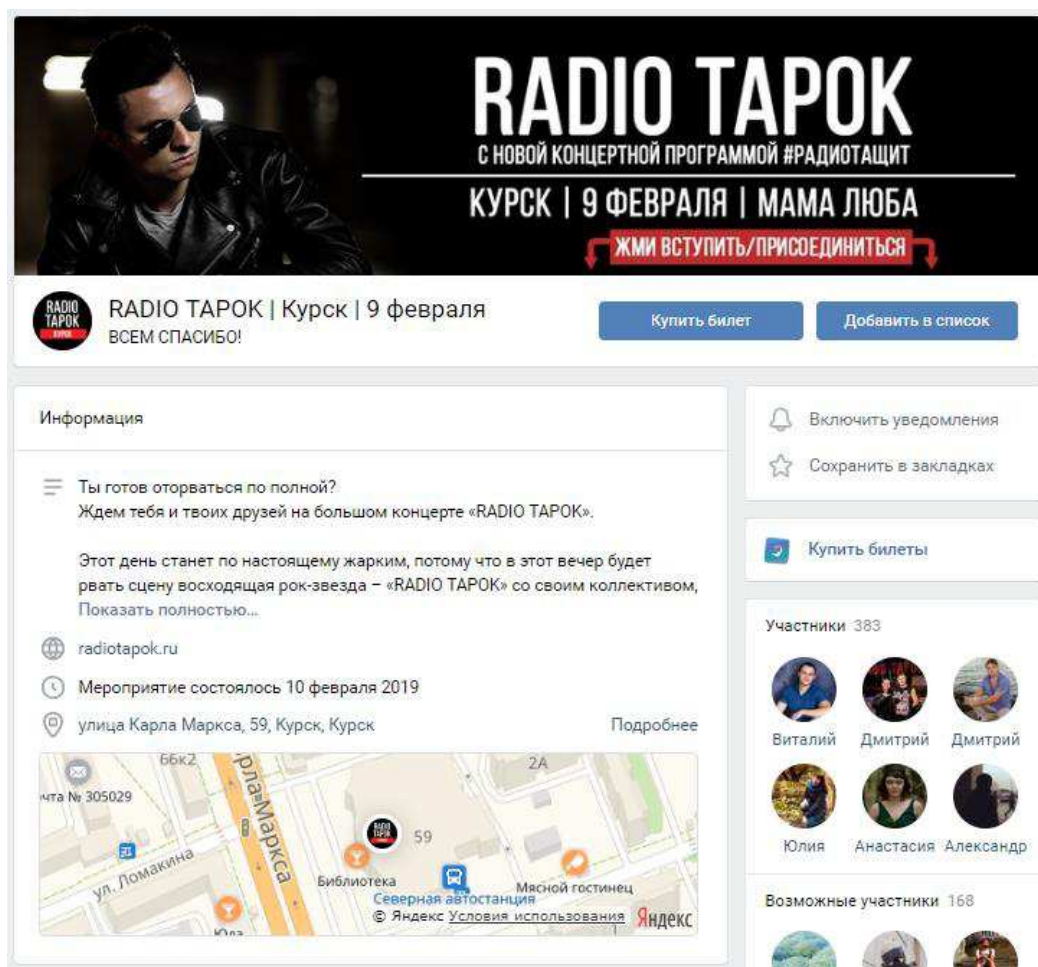 RADIO TAPOK
С НОВОЙ КОНЦЕРТНОЙ ПРОГРАММОЙ #РАДИОТАЩИТ
КУРСК | 9 ФЕВРАЛЯ | МАМА ЛЮБА
ЖМИ ВСТУПИТЬ/ПРИСОЕДИНИТЬСЯ
RADIO
TAPOK
КУРСК
RADIO TAPOK | Курск | 9 февраля
ВСЕМ СПАСИБО!
Купить билет
Добавить в список
Информация
Ты готов оторваться по полной?
Ждем тебя и твоих друзей на большом концерте «RADIO TAPOK».
Этот день станет по настоящему жарким, потому что в этот вечер будет
рвать сцену восходящая рок-звезда – «RADIO TAPOK» со своим коллективом,
Показать полностью...
radiotapok.ru
Мероприятие состоялось 10 февраля 2019
улица Карла Маркса, 59, Курск, Курск
Подробнее
66к2
рла Маркса
2А
чта № 305029
RADIO
TAPOK
59
ул. Ломакина
Библиотека
Мясной гостинец
Северная автостанция
© Яндекс Условия использования Яндекс
Юла
Включить уведомления
Сохранить в закладках
Купить билеты
Участники 383
Виталий Дмитрий Дмитрий
Юлия Анастасия Александр
Возможные участники 168